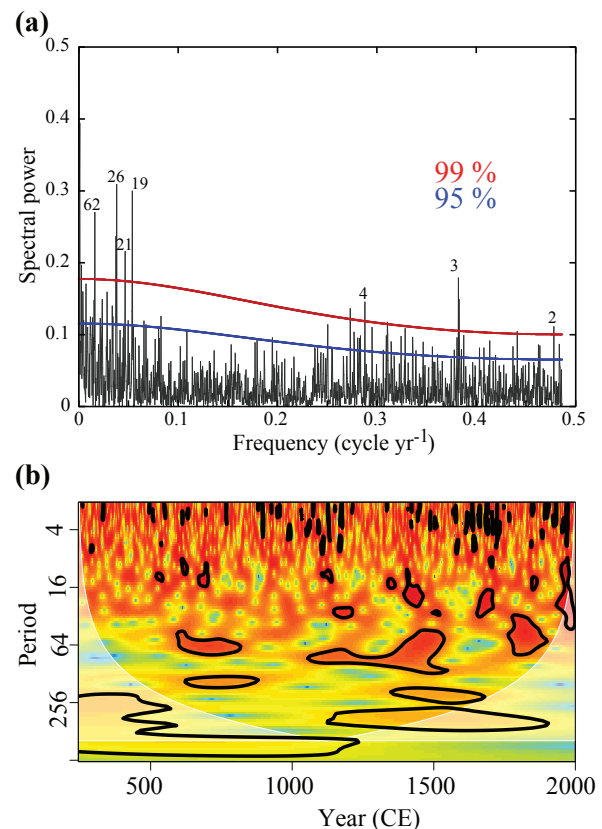 (a)
0.5
0.4
0.3
0.2
0.1
0
Spectral power
62
26
21
19
99 %
95 %
4
3
2
0 0.1 0.2 0.3 0.4 0.5
Frequency (cycle yr-1)
(b)
4
16
64
256
Period
500 1000 1500 2000
Year (CE)